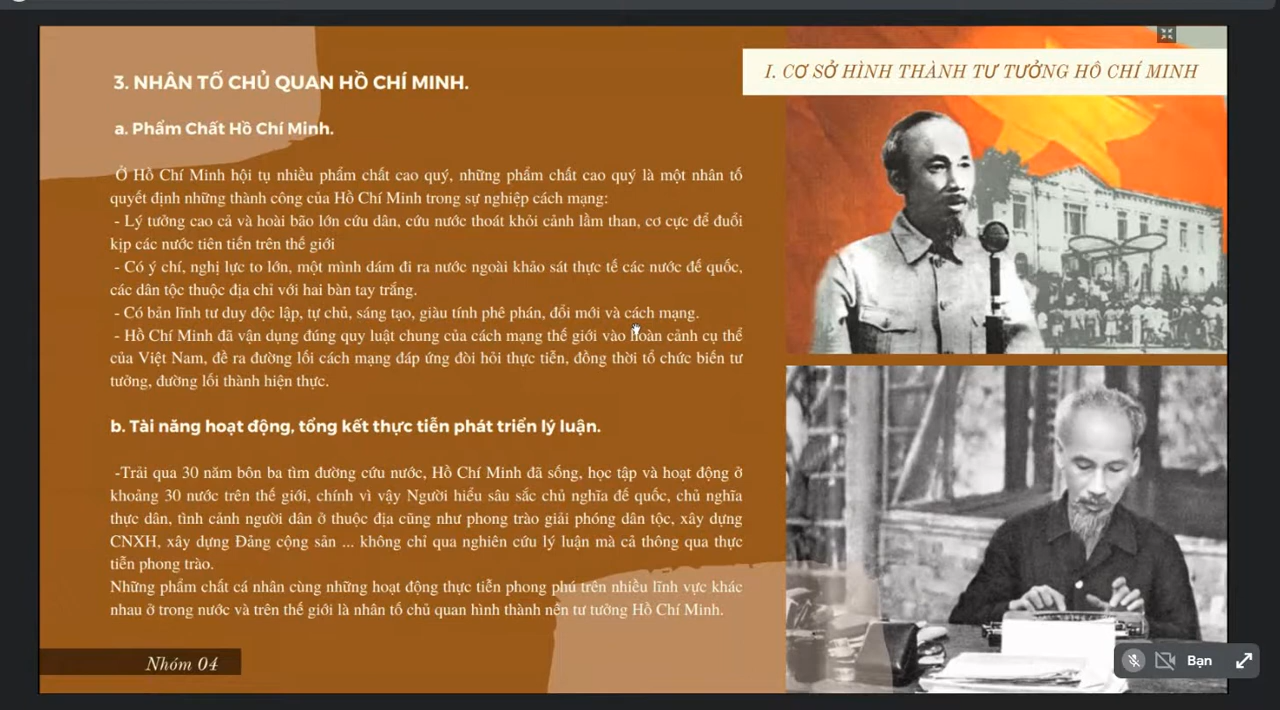 I. CƠ SỞ HÌNH THÀNH TƯ TƯỞNG HỒ CHÍ MINH
3. NHÂN TỐ CHỦ QUAN HỒ CHÍ MINH.
a. Phẩm Chất Hồ Chí Minh.
Ở Hồ Chí Minh hội tụ nhiều phẩm chất cao quý, những phẩm chất cao quý là một nhân tố
quyết định những thành công của Hồ Chí Minh trong sự nghiệp cách mạng:
- Lý tưởng cao cả và hoài bão lớn cứu dân, cứu nước thoát khỏi cảnh lầm than, cơ cực để đuổi
kịp các nước tiên tiến trên thế giới
- Có ý chí, nghị lực to lớn, một mình dám đi ra nước ngoài khảo sát thực tế các nước đế quốc,
các dân tộc thuộc địa chỉ với hai bàn tay trắng.
- Có bản lĩnh tư duy độc lập, tự chủ, sáng tạo, giàu tính phê phán, đổi mới và cách mạng.
- Hồ Chí Minh đã vận dụng đúng quy luật chung của cách mạng thế giới vào hoàn cảnh cụ thể
của Việt Nam, đề ra đường lối cách mạng đáp ứng đòi hỏi thực tiễn, đồng thời tổ chức biến tư
tưởng, đường lối thành hiện thực.
b. Tài năng hoạt động, tổng kết thực tiễn phát triển lý luận.
-Trải qua 30 năm bôn ba tìm đường cứu nước, Hồ Chí Minh đã sống, học tập và hoạt động ở
khoảng 30 nước trên thế giới, chính vì vậy Người hiểu sâu sắc chủ nghĩa đế quốc, chủ nghĩa
thực dân, tình cảnh người dân ở thuộc địa cũng như phong trào giải phóng dân tộc, xây dựng
CNXH, xây dựng Đảng cộng sản ... không chỉ qua nghiên cứu lý luận mà cả thông qua thực
tiễn phong trào.
Những phẩm chất cá nhân cùng những hoạt động thực tiễn phong phú trên nhiều lĩnh vực khác
nhau ở trong nước và trên thế giới là nhân tố chủ quan hình thành nên tư tưởng Hồ Chí Minh.
Nhóm 04
Bạn